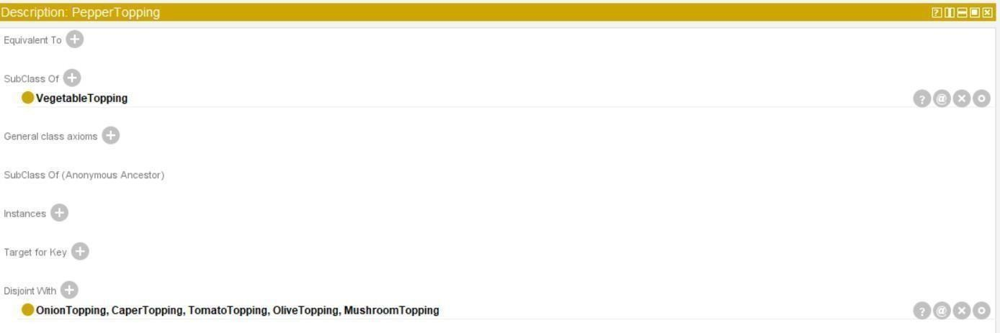 Description: PepperTopping
Equivalent To
SubClass Of
VegetableTopping
General class axioms
SubClass Of (Anonymous Ancestor)
Instances
Target for Key
Disjoint With
OnionTopping, CaperTopping, TomatoTopping, OliveTopping, MushroomTopping